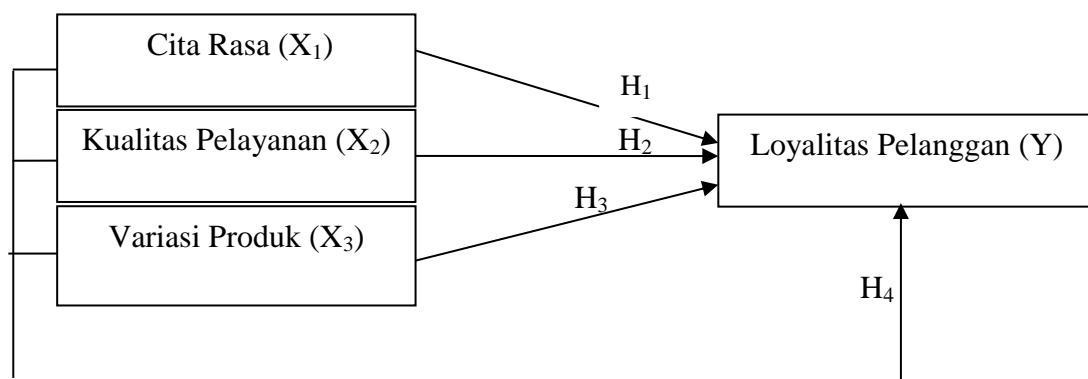 Cita Rasa (X₁)
H₁
Kualitas Pelayanan (X₂)
H₂
Loyalitas Pelanggan (Y)
H₃
Variasi Produk (X₃)
H₄